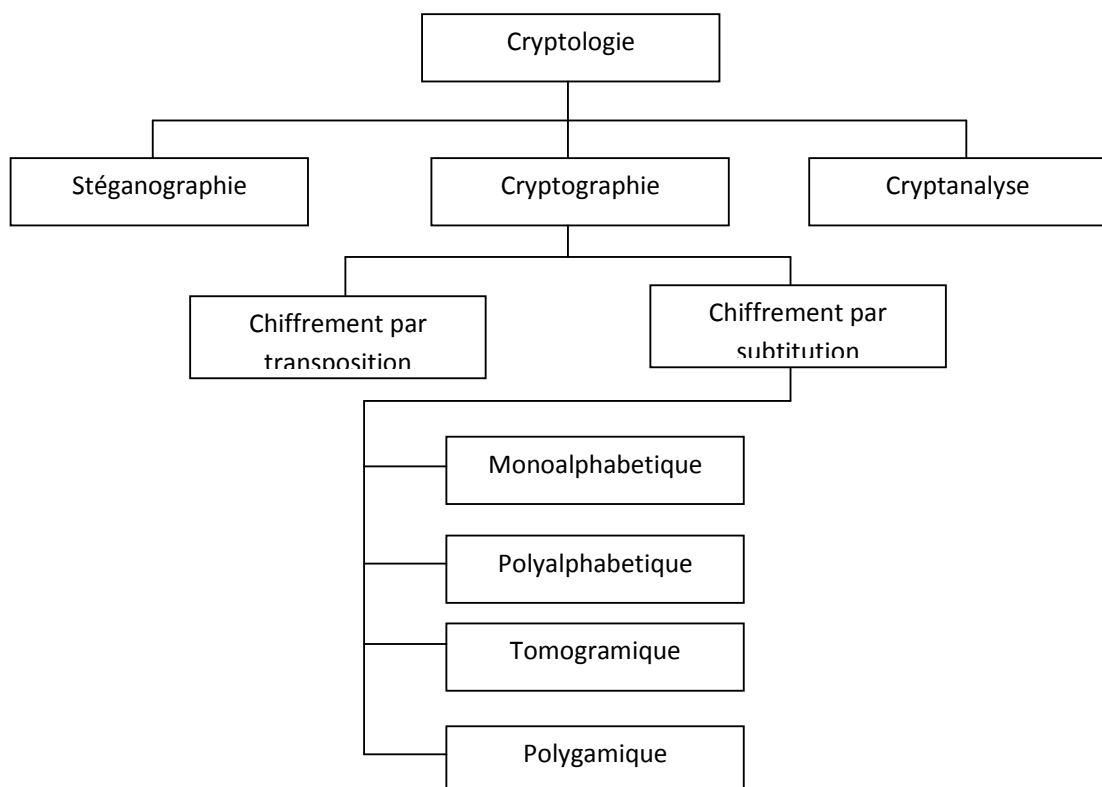 Cryptologie
Stéganographie
Cryptographie
Cryptanalyse
Chiffrement par
transposition
Chiffrement par
subtitution
Monoalphabetique
Polyalphabetique
Tomogramique
Polygamique